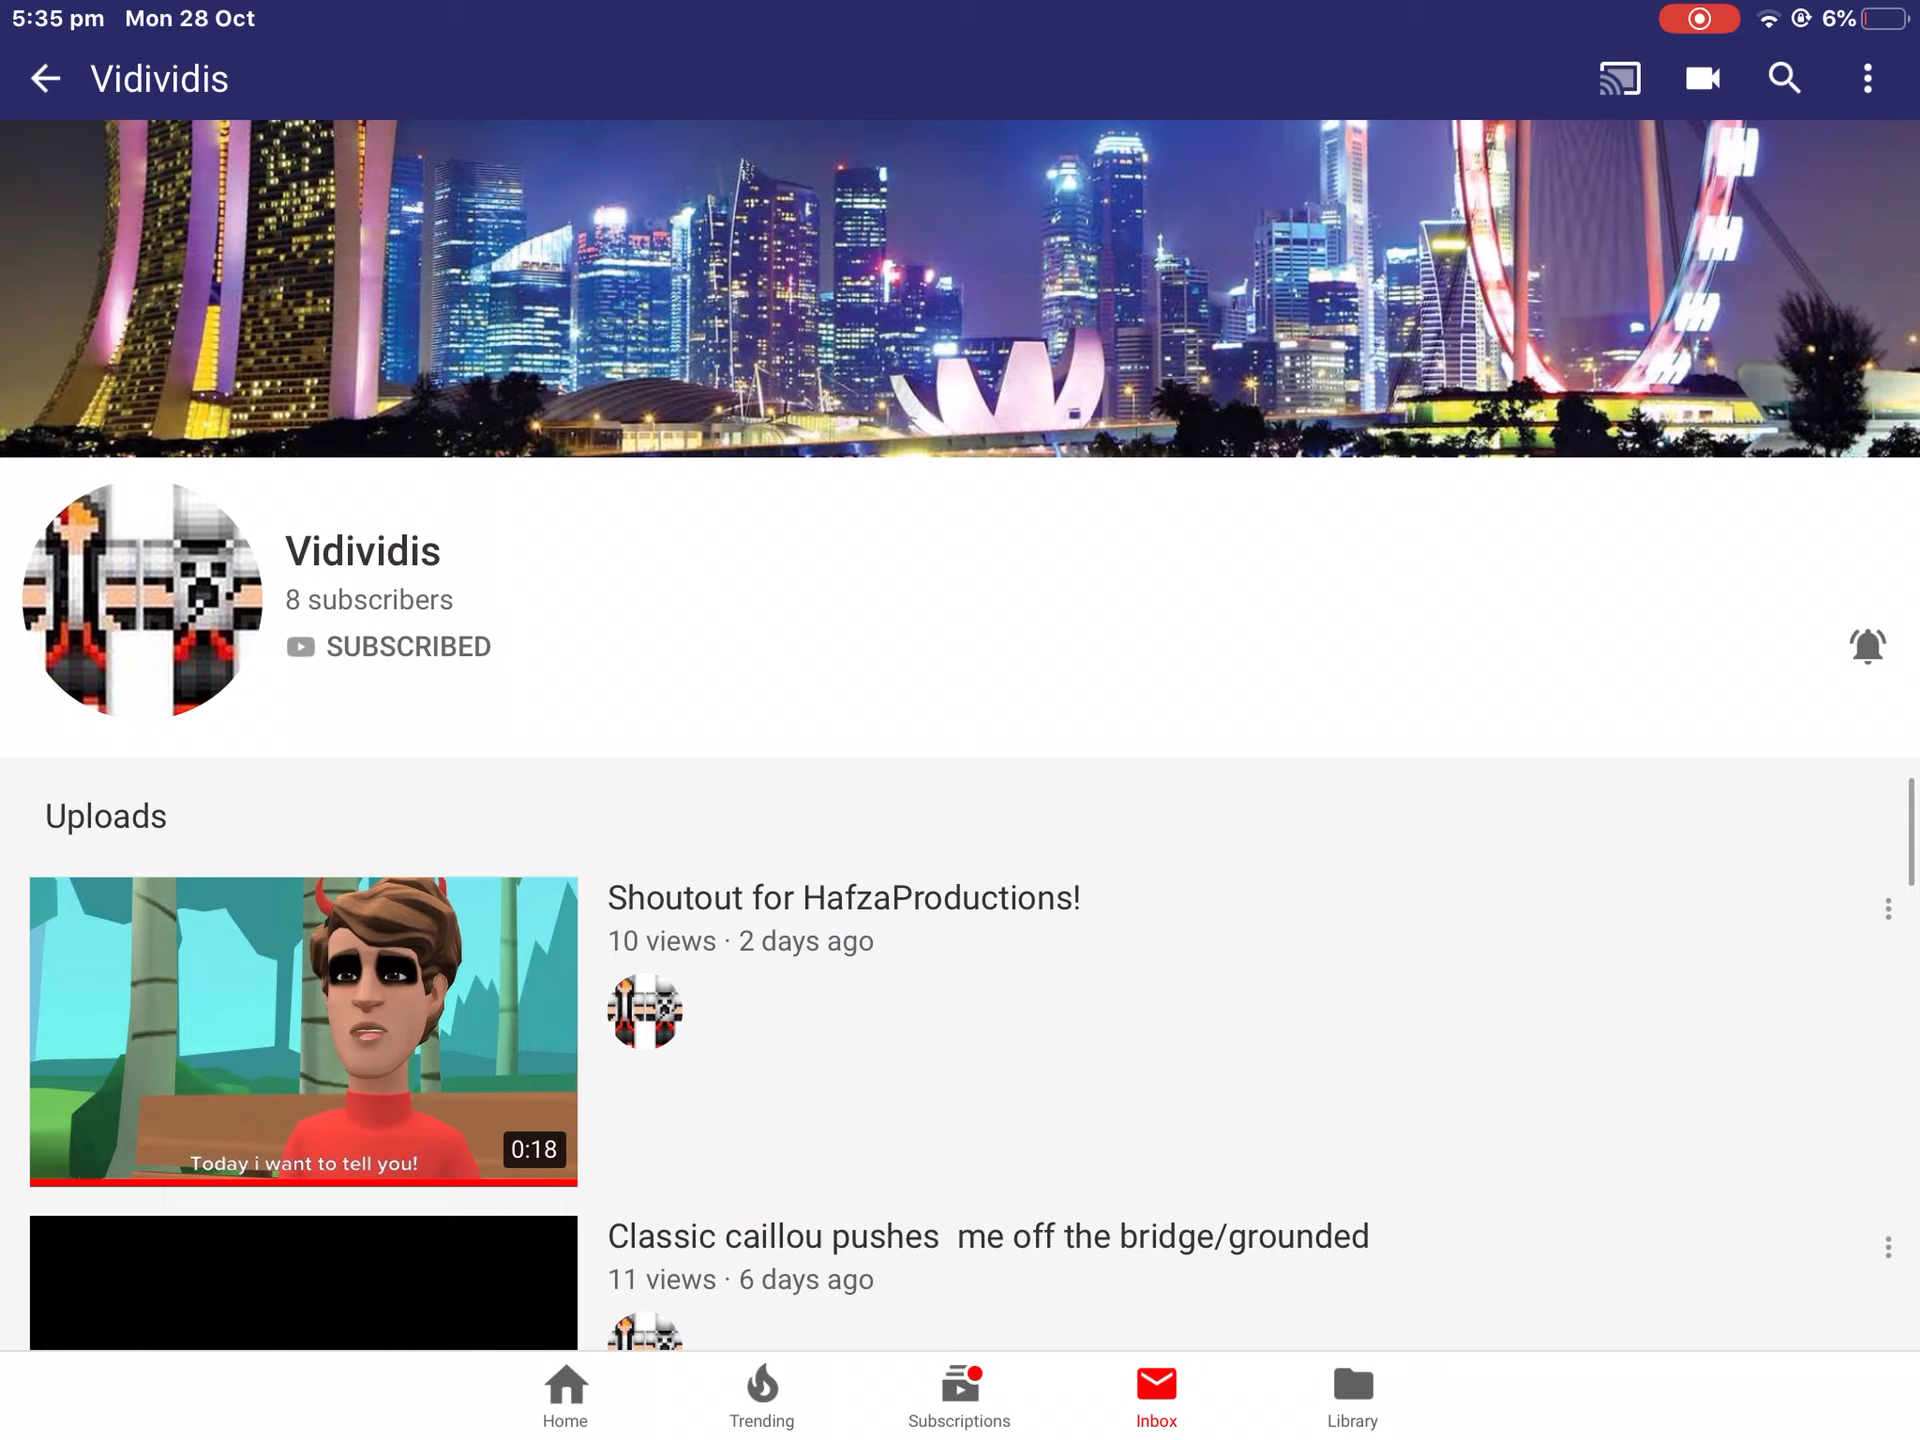 5:35 pm Mon 28 Oct 6%
Vidividis
Vidividis
8 subscribers
SUBSCRIBED
Uploads
Today i want to tell you!
0:18
Shoutout for HafzaProductions!
10 views · 2 days ago
Classic caillou pushes  me off the bridge/grounded
11 views · 6 days ago
Home
Trending
Subscriptions
Inbox
Library